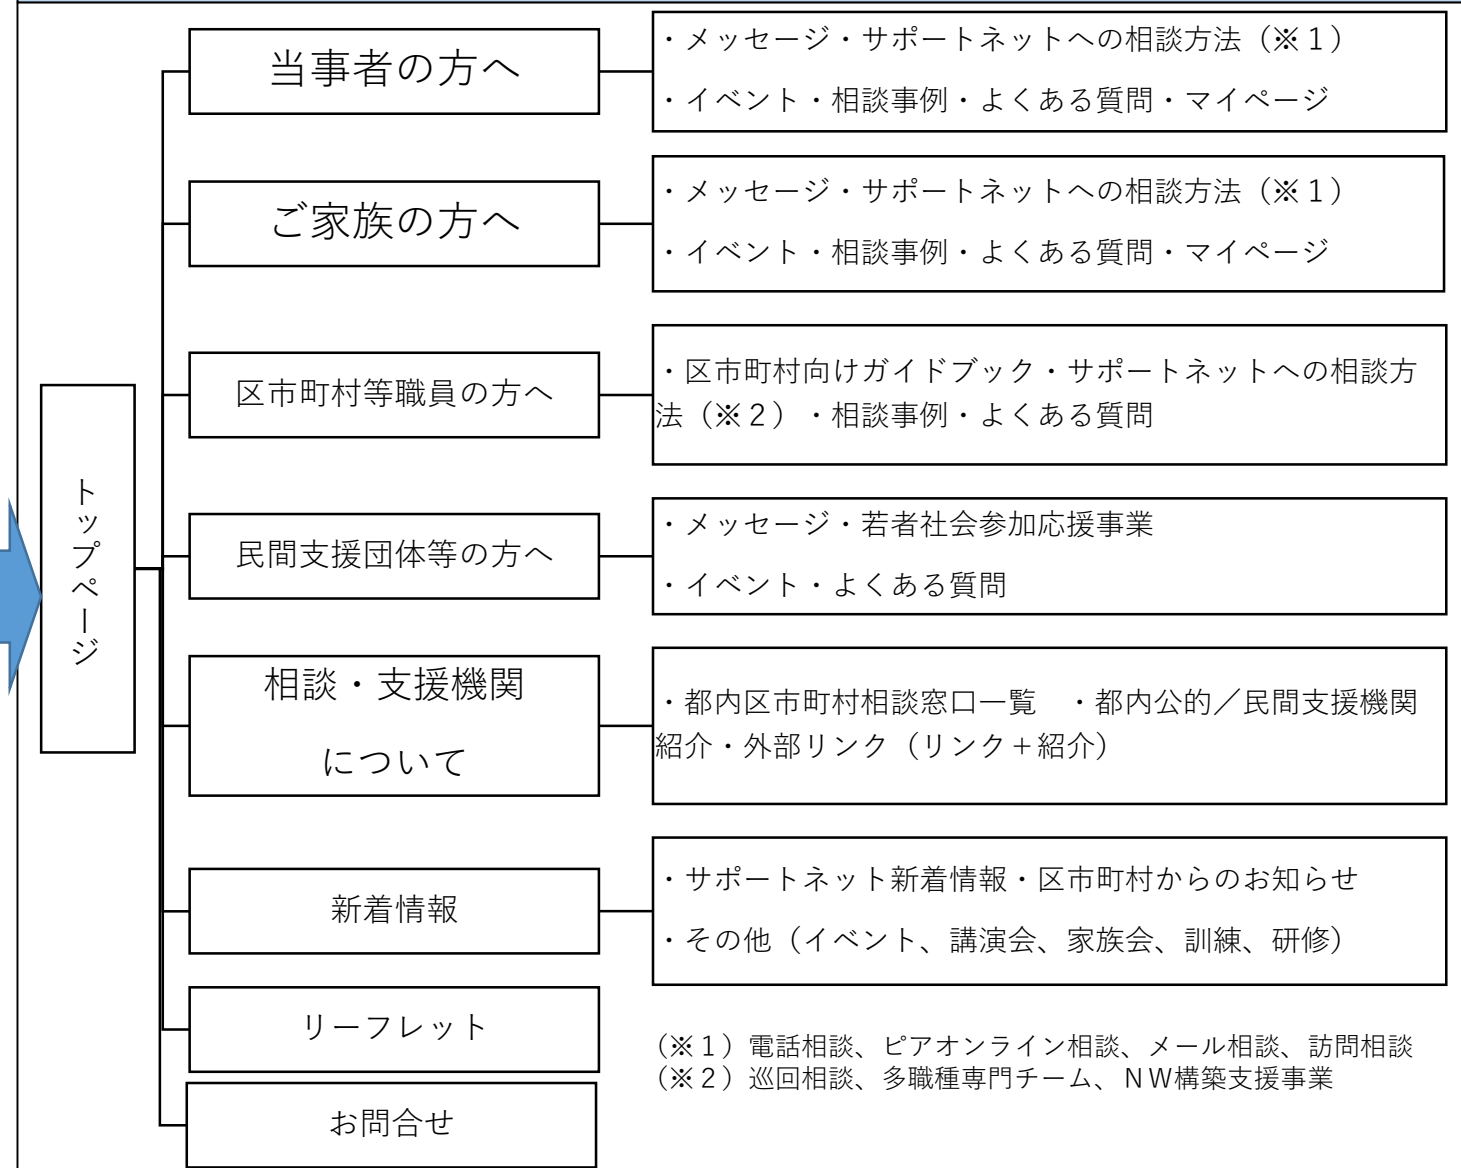 トップページ
当事者の方へ
・メッセージ・サポートネットへの相談方法（※１）
・イベント・相談事例・よくある質問・マイページ
ご家族の方へ
・メッセージ・サポートネットへの相談方法（※１）
・イベント・相談事例・よくある質問・マイページ
区市町村等職員の方へ
・区市町村向けガイドブック・サポートネットへの相談方
法（※２）・相談事例・よくある質問
民間支援団体等の方へ
・メッセージ・若者社会参加応援事業
・イベント・よくある質問
相談・支援機関
について
・都内区市町村相談窓口一覧　・都内公的／民間支援機関
紹介・外部リンク（リンク＋紹介）
新着情報
・サポートネット新着情報・区市町村からのお知らせ
・その他（イベント、講演会、家族会、訓練、研修）
リーフレット
お問合せ
（※１）電話相談、ピアオンライン相談、メール相談、訪問相談
（※２）巡回相談、多職種専門チーム、ＮＷ構築支援事業